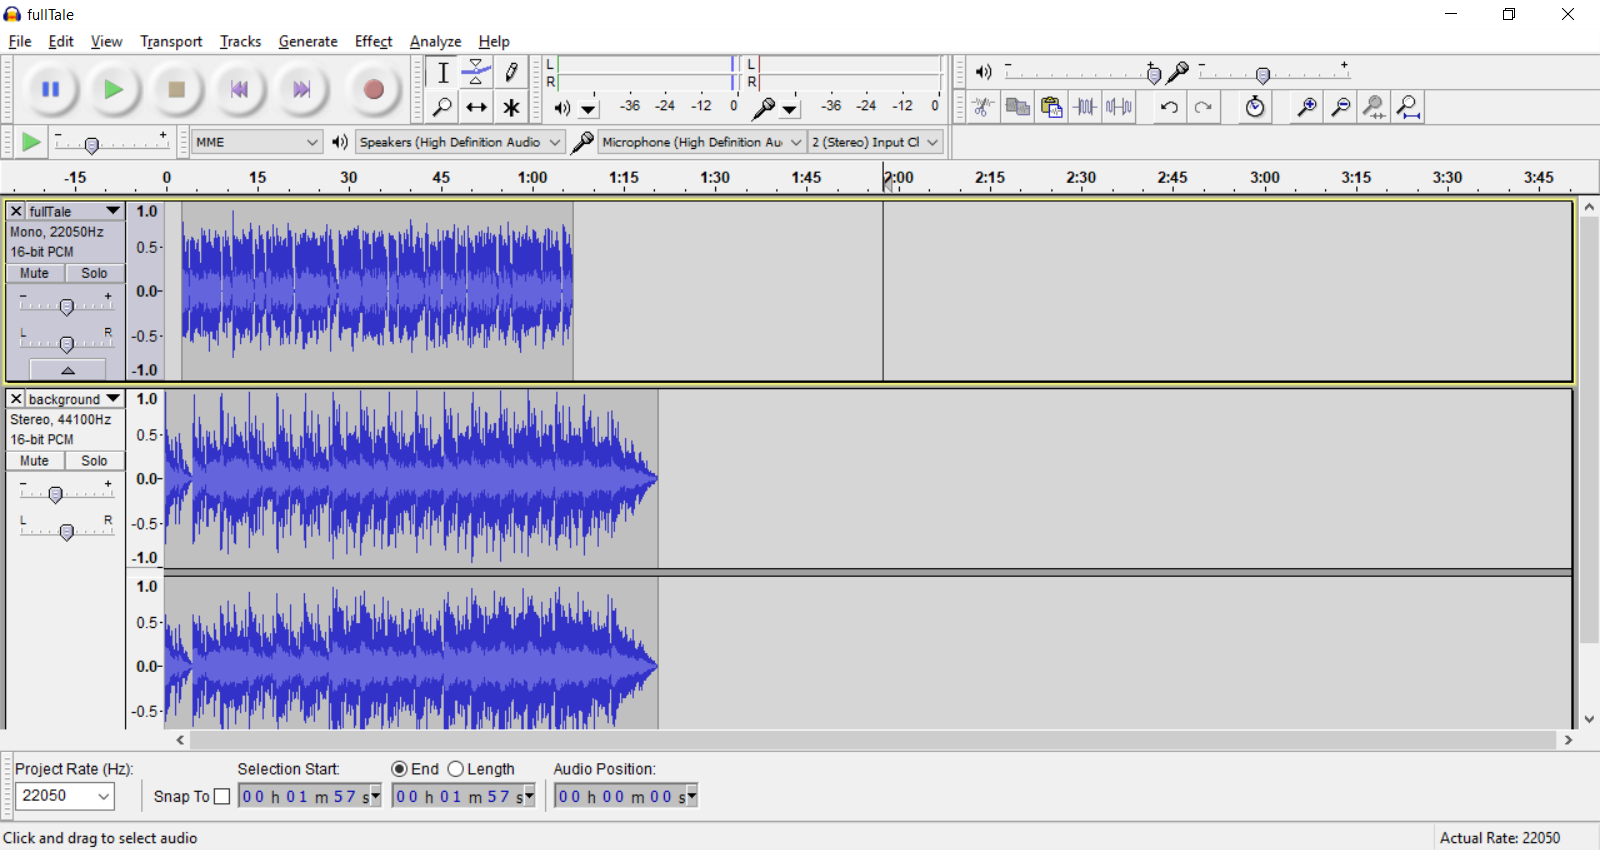 fullTale
File Edit View Transport Tracks Generate Effect Analyze Help
L
R
-36 -24 -12 0
L
R
-36 -24 -12 0
- +
- +
- +
MME
Speakers (High Definition Audio
Microphone (High Definition Au
2 (Stereo) Input Cl
-15 0 15 30 45 1:00 1:15 1:30 1:45 2:00 2:15 2:30 2:45 3:00 3:15 3:30 3:45
fullTale
Mono, 22050Hz
16-bit PCM
Mute Solo
- +
L R
1.0
0.5-
0.0-
-0.5-
-1.0
background
Stereo, 44100Hz
16-bit PCM
Mute Solo
- +
L R
1.0
0.5-
0.0-
-0.5-
-1.0
1.0
0.5-
0.0-
-0.5-
Project Rate (Hz):
22050
Snap To
Selection Start:
00 h 01 m 57 s
End Length
00 h 01 m 57 s
Audio Position:
00 h 00 m 00 s
Click and drag to select audio
Actual Rate: 22050